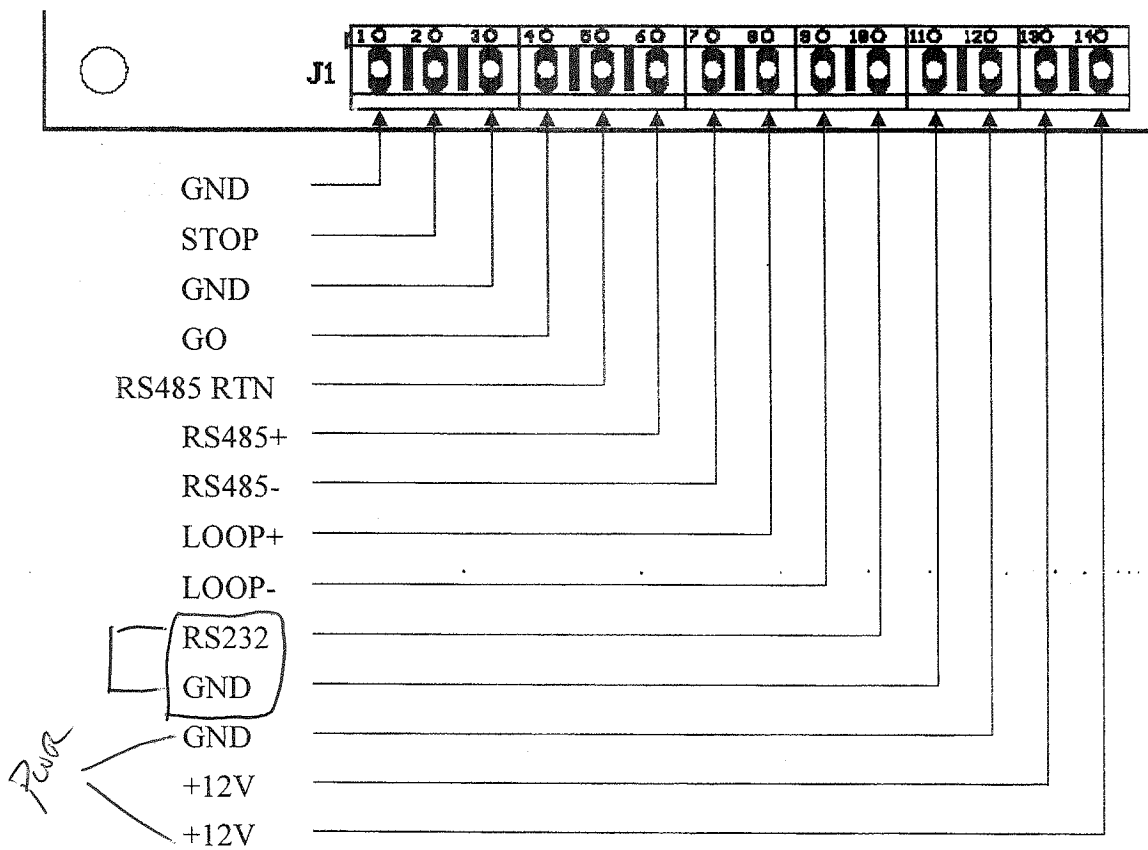 1 2 3 4 5 6 7 8 9 10 11 12 13 14
J1
GND
STOP
GND
GO
RS485 RTN
RS485+
RS485-
LOOP+
LOOP-
RS232
GND
GND
PWR
+12V
+12V